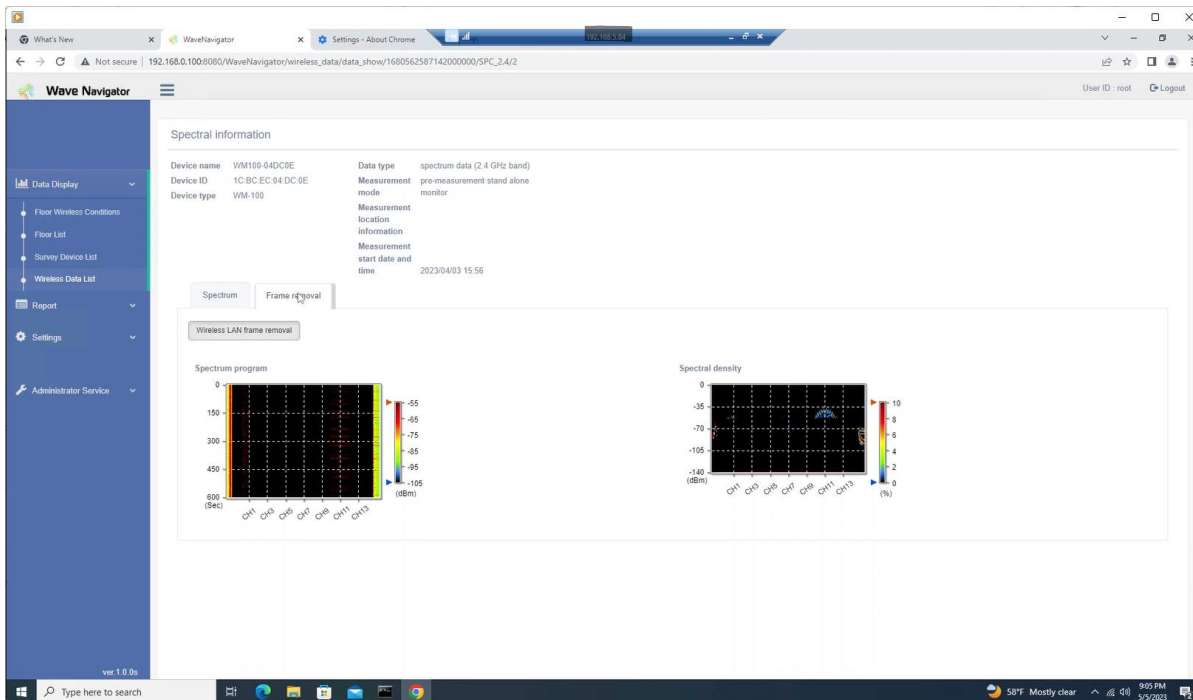 What's New
WaveNavigator
Settings - About Chrome
192.168.5.84
Not secure
192.168.0.100:8080/WaveNavigator/wireless_data/data_show/1680562587142000000/SPC_2.4/2
Wave Navigator
User ID : root
Logout
Data Display
Floor Wireless Conditions
Floor List
Survey Device List
Wireless Data List
Report
Settings
Administrator Service
ver.1.0.0s
Spectral information
Device name WM100-04DC0E
Device ID 1C:BC:EC:04:DC:0E
Device type WM-100
Data type spectrum data (2.4 GHz band)
Measurement mode pre-measurement stand alone monitor
Measurement location information
Measurement start date and time 2023/04/03 15:56
Spectrum
Frame removal
Wireless LAN frame removal
Spectrum program
0
150
300
450
600
(Sec)
CH1 CH3 CH5 CH7 CH9 CH11 CH13
-55
-65
-75
-85
-95
-105
(dBm)
Spectral density
0
-35
-70
-105
-140
(dBm)
CH1 CH3 CH5 CH7 CH9 CH11 CH13
10
8
6
4
2
0
(%)
Type here to search
58°F Mostly clear
9:05 PM
5/5/2023